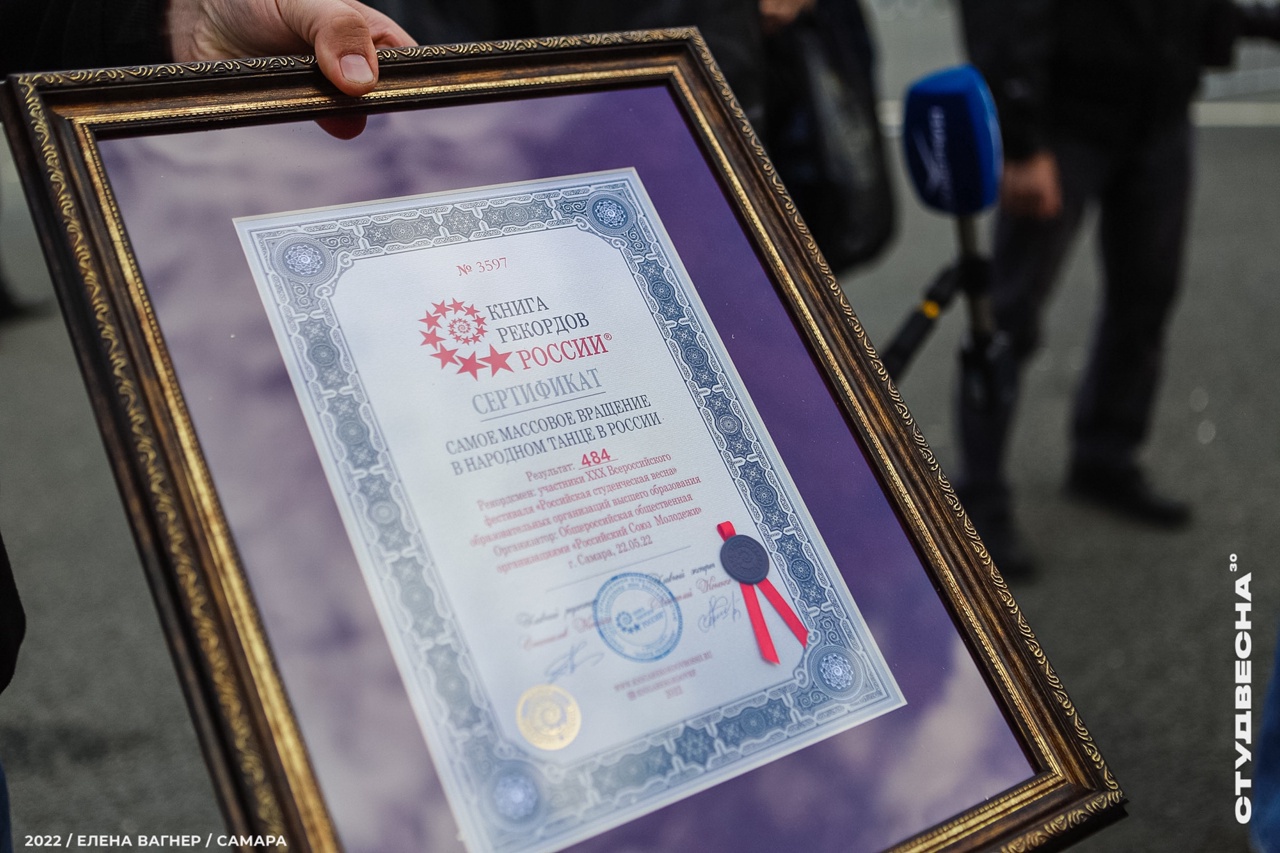 № 3597
КНИГА
РЕКОРДОВ
РОССИИ®
СЕРТИФИКАТ
САМОЕ МАССОВОЕ ВРАЩЕНИЕ
В НАРОДНОМ ТАНЦЕ В РОССИИ
Результат: 484
Рекордсмен: участники XXX Всероссийского
фестиваля «Российская студенческая весна»
образовательных организаций высшего образования
Организатор: Общероссийская общественная
организация «Российский Союз Молодежи»
г. Самара, 22.05.22
2022
СТУДВЕСНА30
2022 / ЕЛЕНА ВАГНЕР / САМАРА